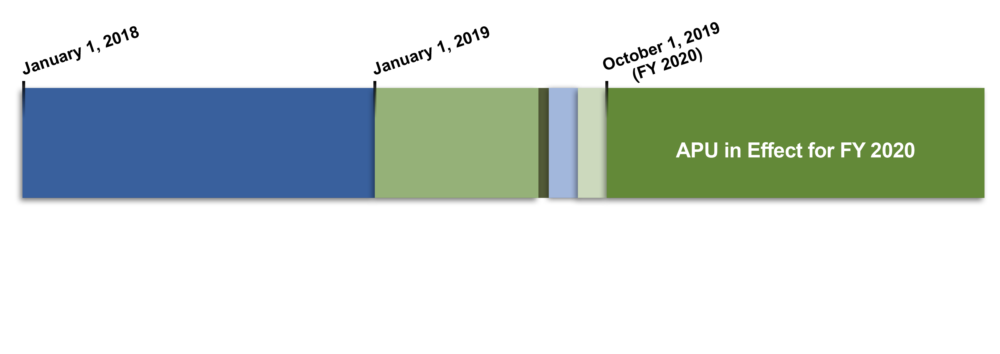 January 1, 2018
January 1, 2019
October 1, 2019
(FY 2020)
APU in Effect for FY 2020